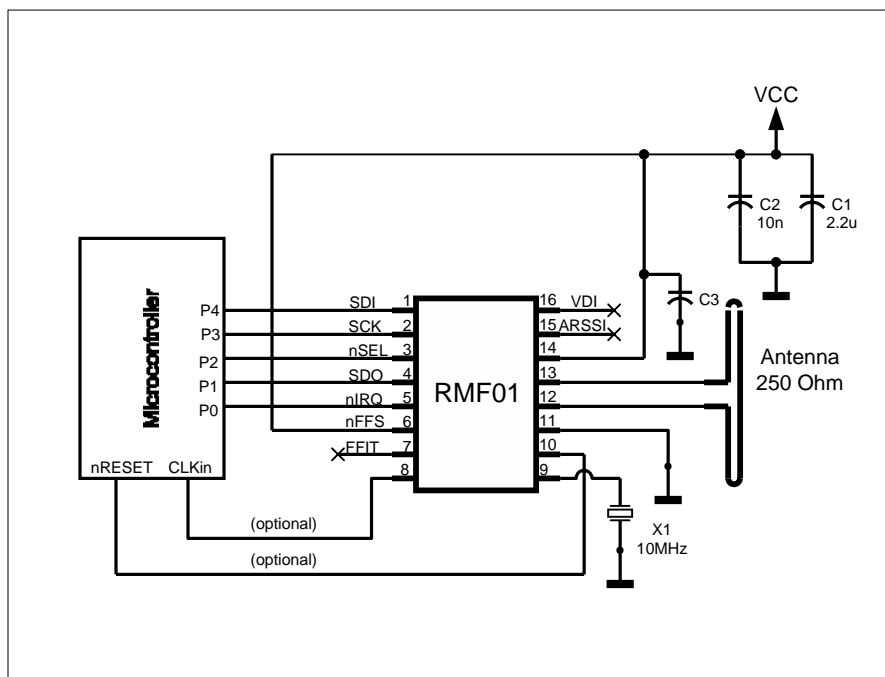 VCC
C2
10n
C1
2.2u
C3
Microcontroller
P4
P3
P2
P1
P0
nRESET
CLKin
SDI
SCK
nSEL
SDO
nIRQ
nFFS
FFIT
1
2
3
4
5
6
7
8
RMF01
16
15
14
13
12
11
10
9
VDI
ARSSI
Antenna
250 Ohm
X1
10MHz
(optional)
(optional)